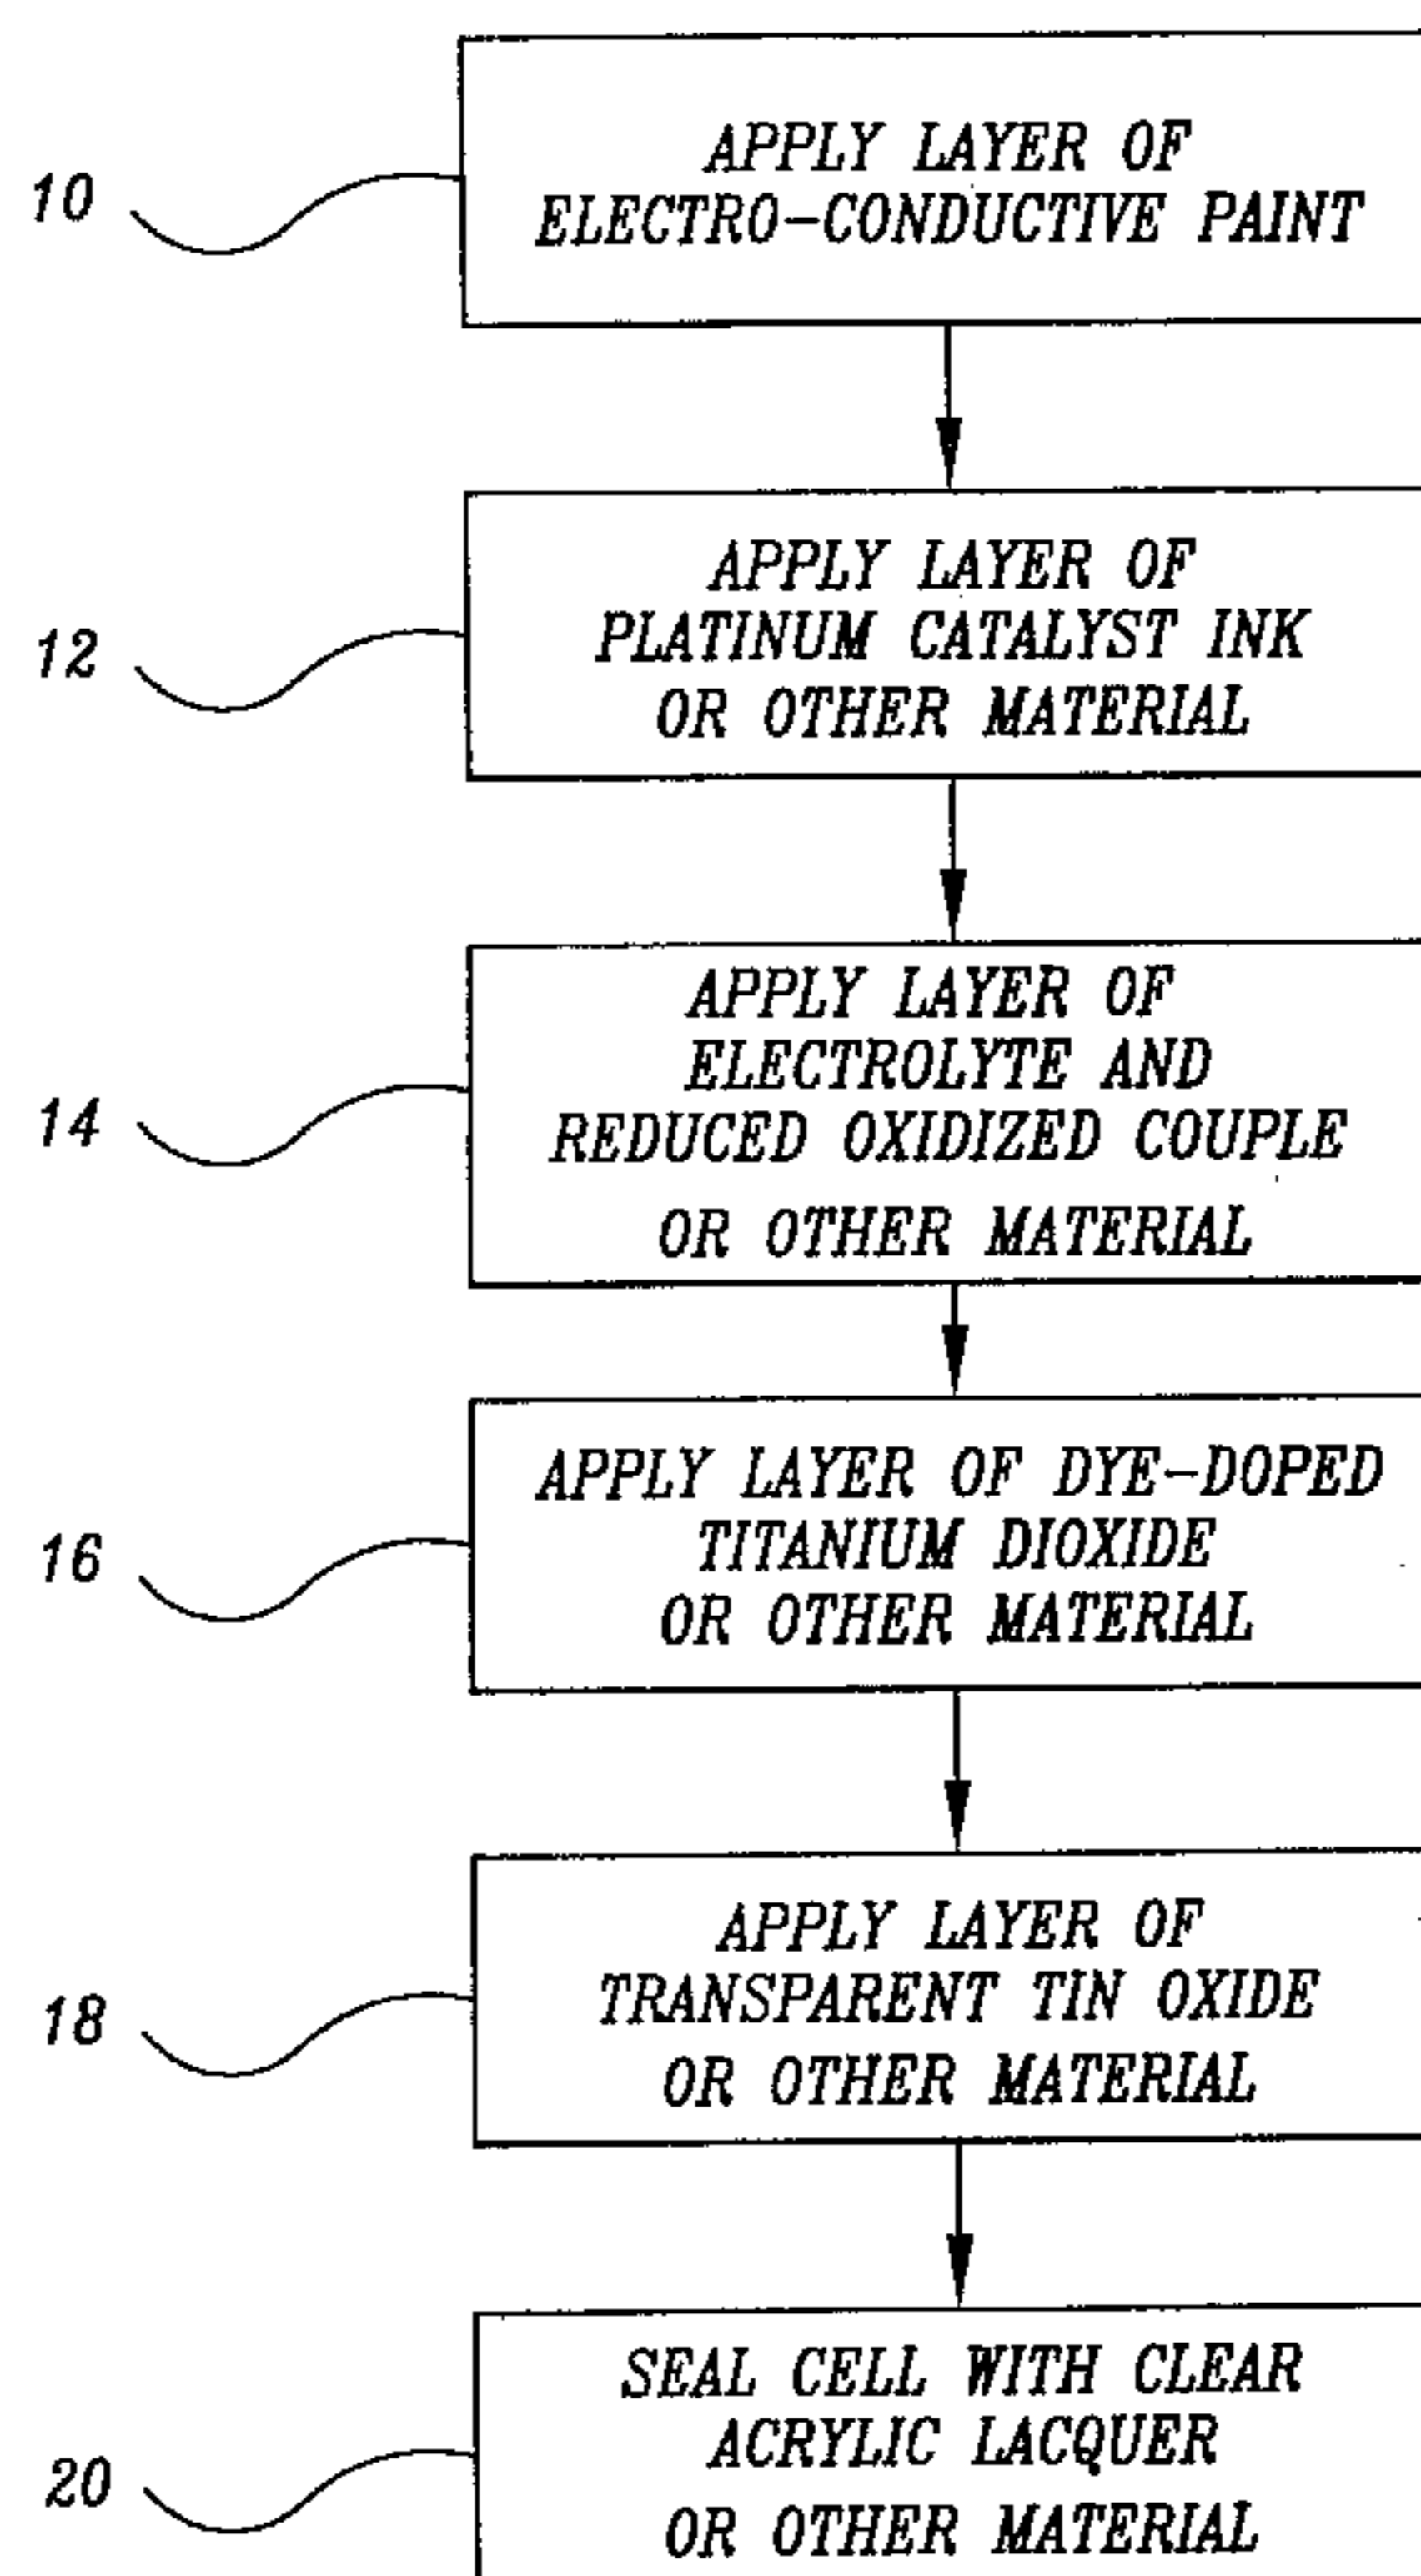 10
APPLY LAYER OF
ELECTRO-CONDUCTIVE PAINT
12
APPLY LAYER OF
PLATINUM CATALYST INK
OR OTHER MATERIAL
14
APPLY LAYER OF
ELECTROLYTE AND
REDUCED OXIDIZED COUPLE
OR OTHER MATERIAL
16
APPLY LAYER OF DYE-DOPED
TITANIUM DIOXIDE
OR OTHER MATERIAL
18
APPLY LAYER OF
TRANSPARENT TIN OXIDE
OR OTHER MATERIAL
20
SEAL CELL WITH CLEAR
ACRYLIC LACQUER
OR OTHER MATERIAL